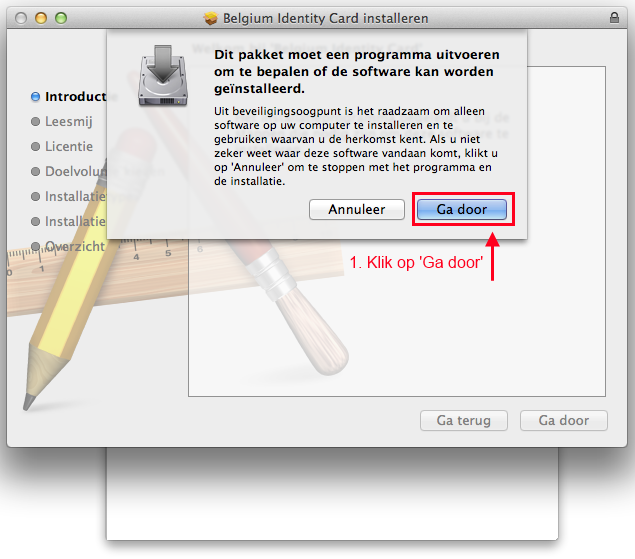 Belgium Identity Card installeren
Dit pakket moet een programma uitvoeren
om te bepalen of de software kan worden
geïnstalleerd.
Uit beveiligingsoogpunt is het raadzaam om alleen
software op uw computer te installeren en te
gebruiken waarvan u de herkomst kent. Als u niet
zeker weet waar deze software vandaan komt, klikt u
op 'Annuleer' om te stoppen met het programma en
de installatie.
Annuleer
Ga door
1. Klik op 'Ga door'
Introductie
Leesmij
Licentie
Doelvolume
Installatie
Installatie
Overzicht
Ga terug
Ga door